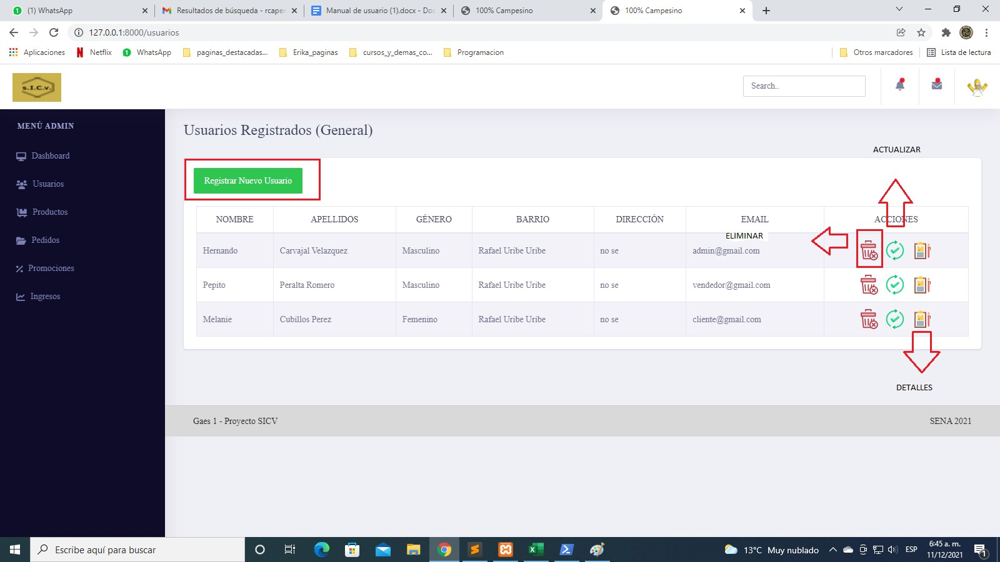 (1) WhatsApp
Resultados de búsqueda - rcaper
Manual de usuario (1).docx - Doc
100% Campesino
100% Campesino
127.0.0.1:8000/usuarios
Aplicaciones
Netflix
WhatsApp
paginas_destacadas...
Erika_paginas
cursos_y_demas_co...
Programacion
Otros marcadores
Lista de lectura
S.I.C.V.
Search..
MENÚ ADMIN
Dashboard
Usuarios
Productos
Pedidos
Promociones
Ingresos
Usuarios Registrados (General)
ACTUALIZAR
Registrar Nuevo Usuario
NOMBRE APELLIDOS GÉNERO BARRIO DIRECCIÓN EMAIL ACCIONES
ELIMINAR
Hernando Carvajal Velazquez Masculino Rafael Uribe Uribe no se admin@gmail.com
Pepito Peralta Romero Masculino Rafael Uribe Uribe no se vendedor@gmail.com
Melanie Cubillos Perez Femenino Rafael Uribe Uribe no se cliente@gmail.com
DETALLES
Gaes 1 - Proyecto SICV
SENA 2021
Escribe aquí para buscar
13°C Muy nublado
ESP
6:45 a. m.
11/12/2021
1